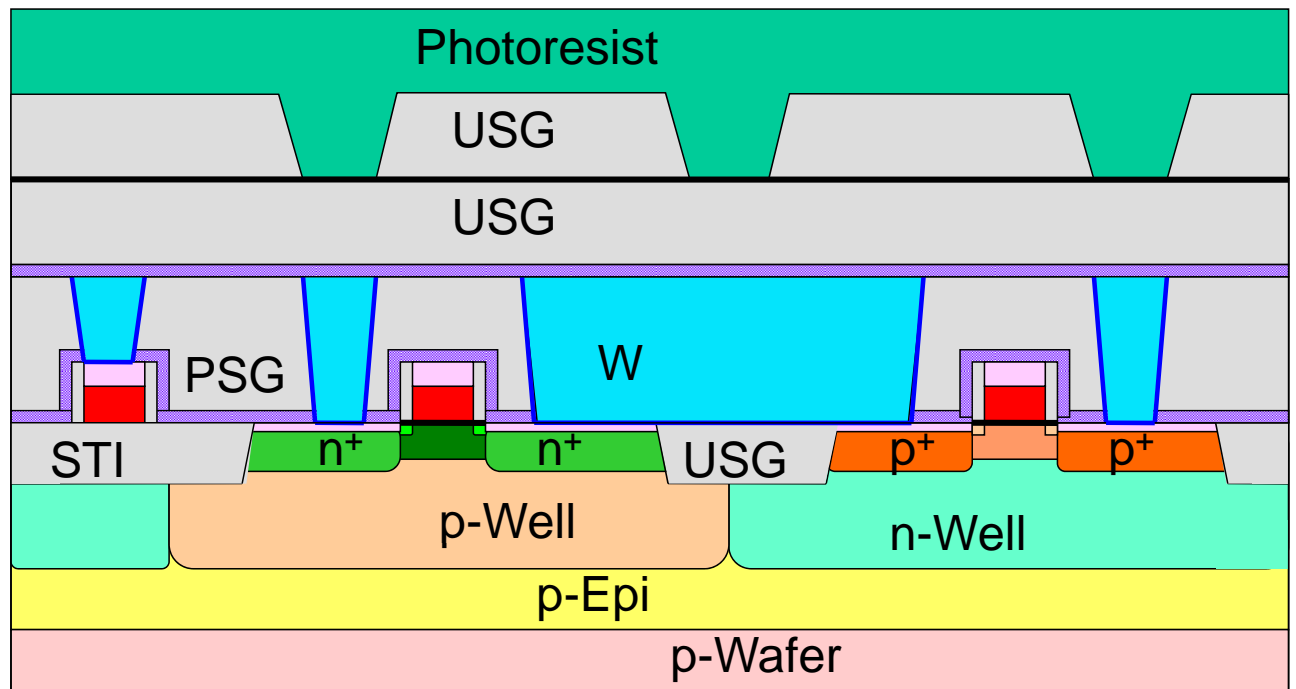 Photoresist
USG
USG
PSG
W
STI
n+
n+
USG
p+
p+
p-Well
n-Well
p-Epi
p-Wafer